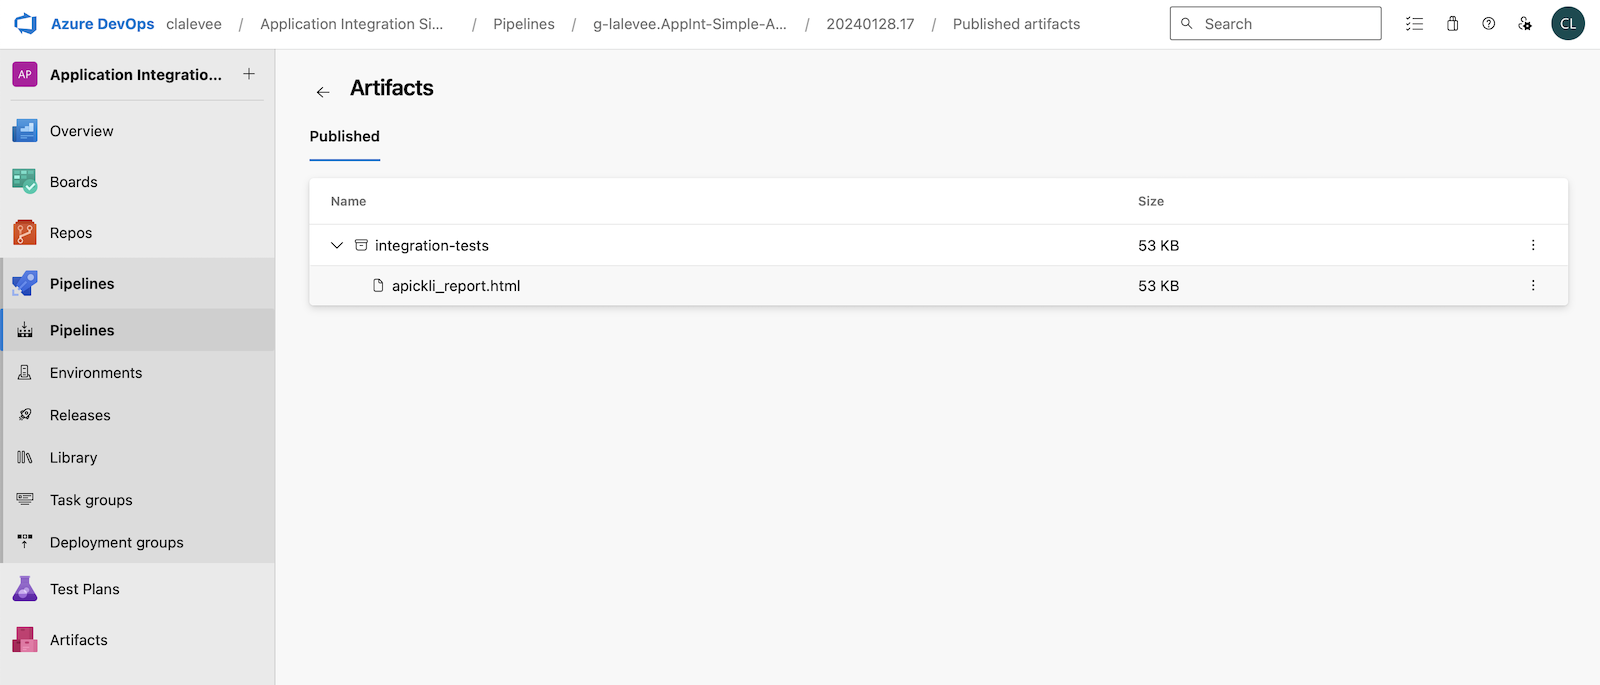 Azure DevOps clalevee / Application Integration Si... / Pipelines / g-lalevee.AppInt-Simple-A... / 20240128.17 / Published artifacts Search CL
AP Application Integratio... +
Overview
Boards
Repos
Pipelines
Pipelines
Environments
Releases
Library
Task groups
Deployment groups
Test Plans
Artifacts
Artifacts
Published
Name Size
integration-tests 53 KB
apickli_report.html 53 KB